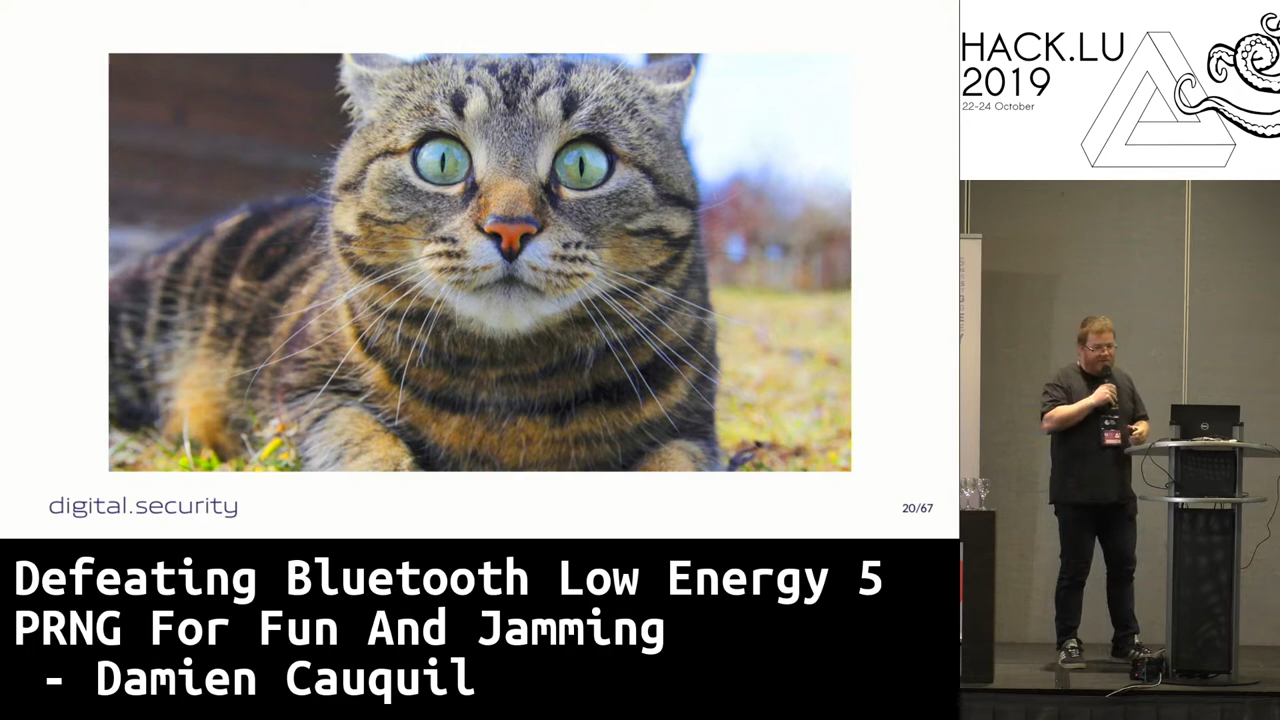 HACK.LU
2019
22-24 October
digital.security
20/67
Defeating Bluetooth Low Energy 5
PRNG For Fun And Jamming
- Damien Cauquil